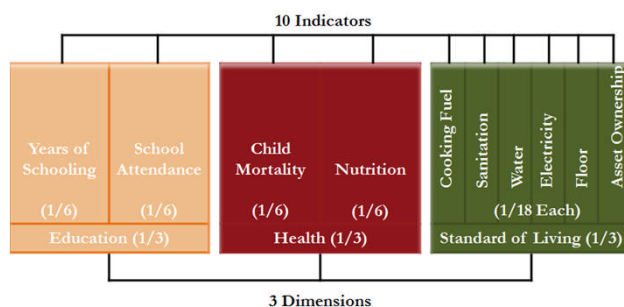 10 Indicators
Years of
Schooling
(1/6)
School
Attendance
(1/6)
Education (1/3)
Child
Mortality
(1/6)
Nutrition
(1/6)
Health (1/3)
Cooking Fuel
Sanitation
Water
Electricity
Floor
Asset Ownership
(1/18 Each)
Standard of Living (1/3)
3 Dimensions